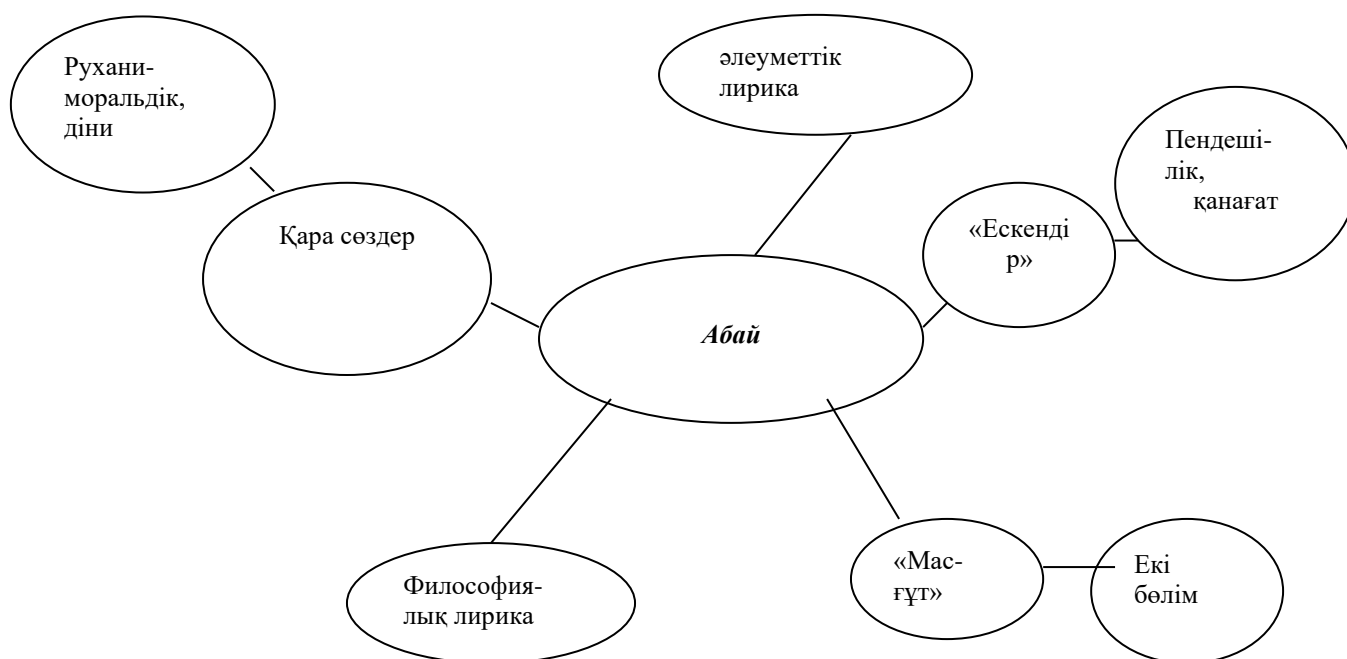 Рухани-
моральдік,
діни
әлеуметтік
лирика
Пендеші-
лік,
қанағат
Қара сөздер
«Ескенді
р»
Абай
Философия-
лық лирика
«Мас-
ғұт»
Екі
бөлім